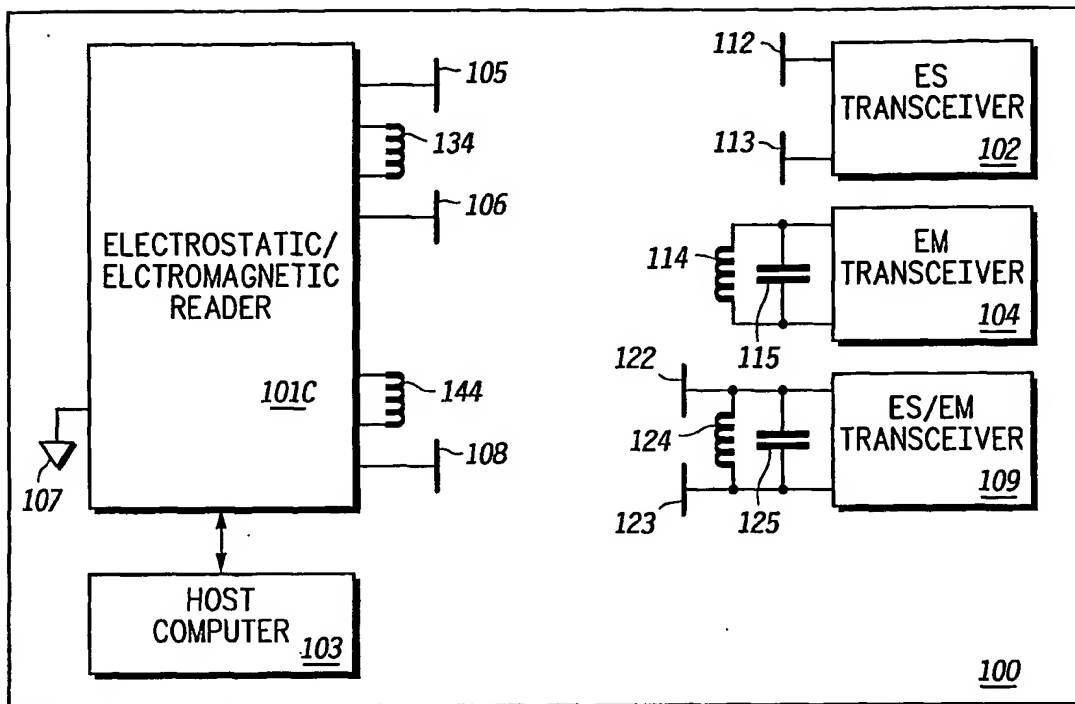 105
134
106
ELECTROSTATIC/
ELCTROMAGNETIC
READER
101C
144
108
107
HOST
COMPUTER
103
112
113
ES
TRANSCEIVER
102
114
115
EM
TRANSCEIVER
104
122
124
123
125
ES/EM
TRANSCEIVER
109
100